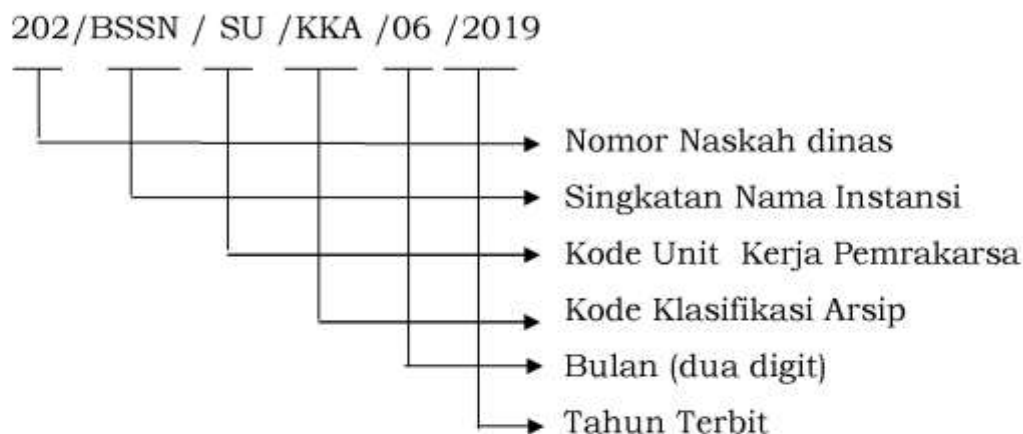 202/BSSN / SU /KKA /06 /2019
Nomor Naskah dinas
Singkatan Nama Instansi
Kode Unit Kerja Pemrakarsa
Kode Klasifikasi Arsip
Bulan (dua digit)
Tahun Terbit